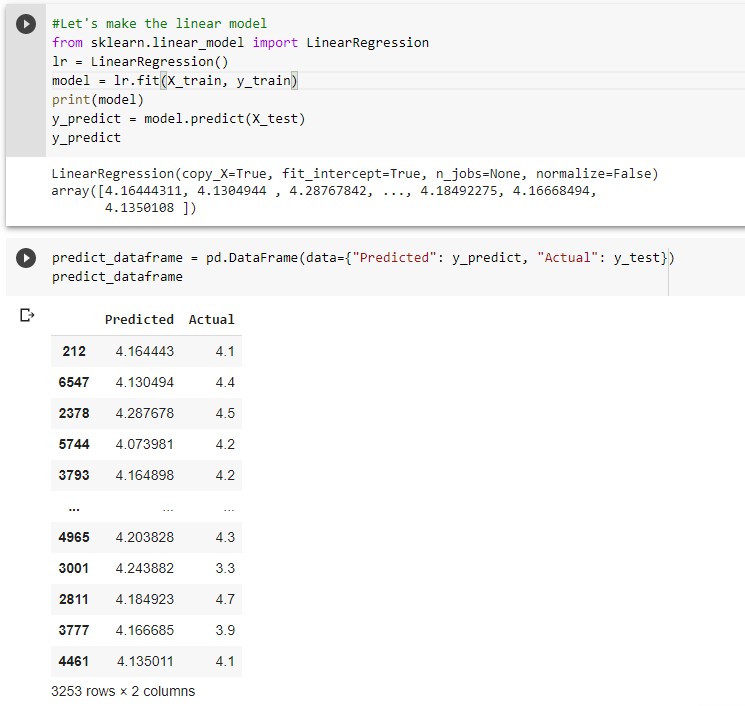 #Let's make the linear model
from sklearn.linear_model import LinearRegression
lr = LinearRegression()
model = lr.fit(X_train, y_train)
print(model)
y_predict = model.predict(X_test)
y_predict
LinearRegression(copy_X=True, fit_intercept=True, n_jobs=None, normalize=False)
array([4.16444311, 4.1304944 , 4.28767842, ..., 4.18492275, 4.16668494,
       4.1350108 ])
predict_dataframe = pd.DataFrame(data={"Predicted": y_predict, "Actual": y_test})
predict_dataframe
Predicted Actual
212 4.164443 4.1
6547 4.130494 4.4
2378 4.287678 4.5
5744 4.073981 4.2
3793 4.164898 4.2
... ... ...
4965 4.203828 4.3
3001 4.243882 3.3
2811 4.184923 4.7
3777 4.166685 3.9
4461 4.135011 4.1
3253 rows × 2 columns